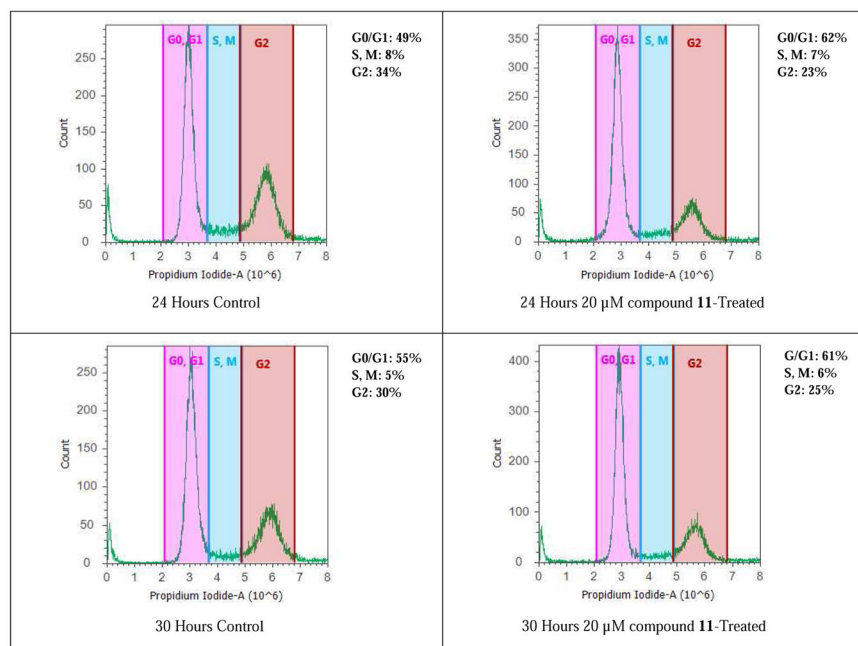 G0, G1
S, M
G2
G0/G1: 49%
S, M: 8%
G2: 34%
250
200
150
100
50
0
Count
0 1 2 3 4 5 6 7 8
Propidium Iodide-A (10^6)
24 Hours Control
G0, G1
S, M
G2
G0/G1: 62%
S, M: 7%
G2: 23%
350
300
250
200
150
100
50
0
Count
0 1 2 3 4 5 6 7 8
Propidium Iodide-A (10^6)
24 Hours 20 µM compound 11-Treated
G0, G1
S, M
G2
G0/G1: 55%
S, M: 5%
G2: 30%
250
200
150
100
50
0
Count
0 1 2 3 4 5 6 7 8
Propidium Iodide-A (10^6)
30 Hours Control
G0, G1
S, M
G2
G/G1: 61%
S, M: 6%
G2: 25%
400
300
200
100
0
Count
0 1 2 3 4 5 6 7 8
Propidium Iodide-A (10^6)
30 Hours 20 µM compound 11-Treated